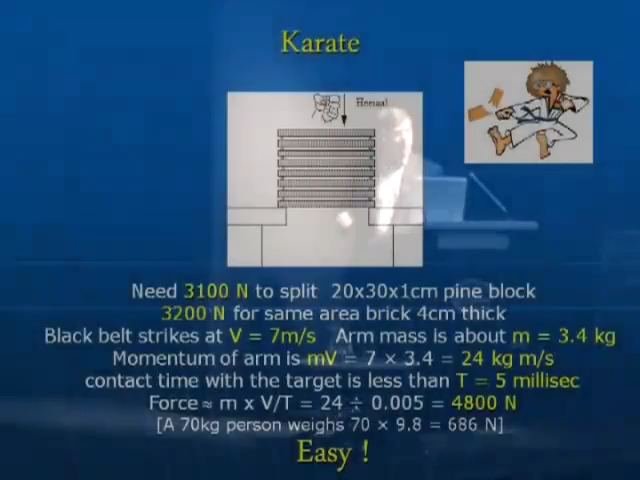 Karate
Heeaa!
Need 3100 N to split 20x30x1cm pine block
3200 N for same area brick 4cm thick
Black belt strikes at V = 7m/s Arm mass is about m = 3.4 kg
Momentum of arm is mV = 7 × 3.4 = 24 kg m/s
contact time with the target is less than T = 5 millisec
Force ≈ m x V/T = 24 ÷ 0.005 = 4800 N
[A 70kg person weighs 70 × 9.8 = 686 N]
Easy !